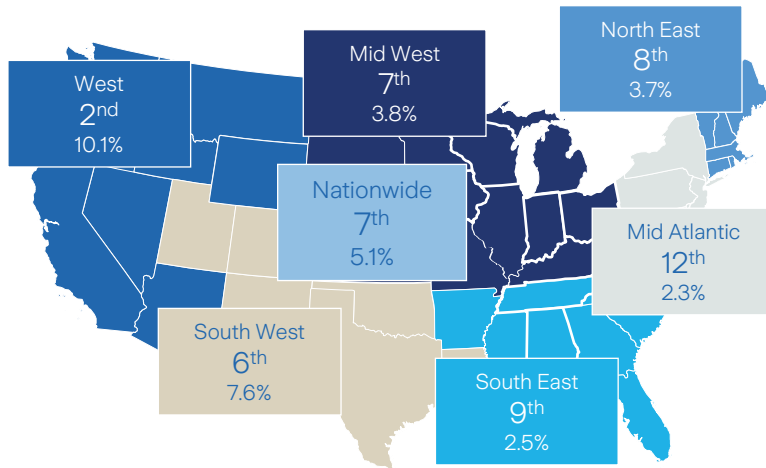 North East
8th
3.7%
Mid West
7th
3.8%
West
2nd
10.1%
Nationwide
7th
5.1%
Mid Atlantic
12th
2.3%
South West
6th
7.6%
South East
9th
2.5%